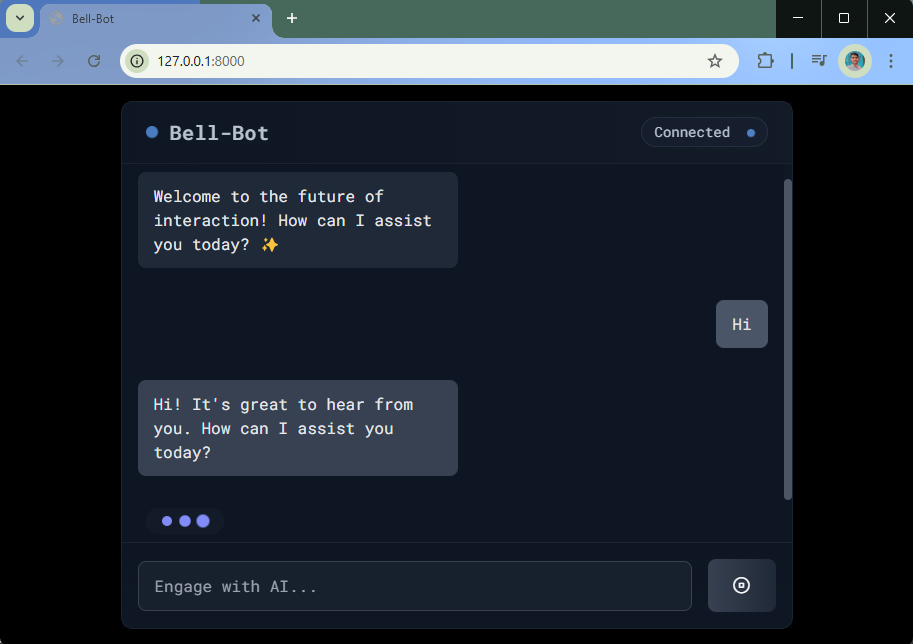 Bell-Bot
127.0.0.1:8000
Bell-Bot
Connected
Welcome to the future of
interaction! How can I assist
you today? ✨
Hi
Hi! It's great to hear from
you. How can I assist you
today?
Engage with AI...